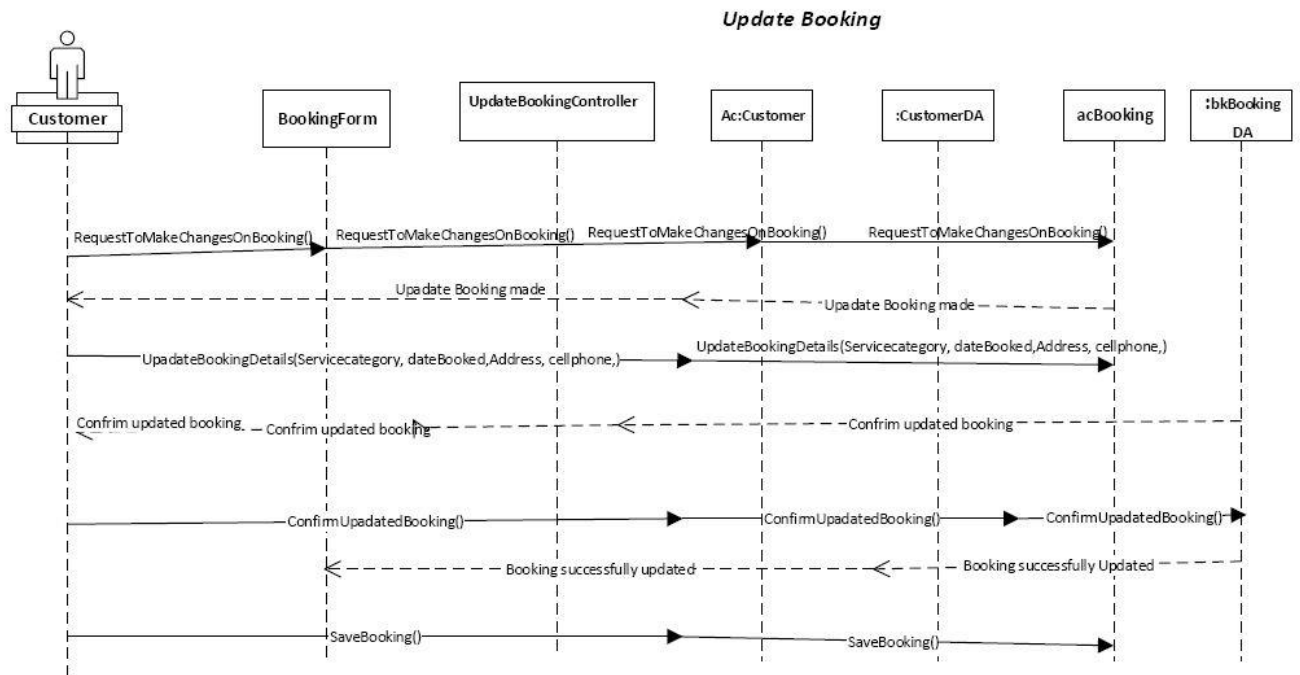 Update Booking
Customer
BookingForm
UpdateBookingController
Ac:Customer
:CustomerDA
acBooking
:bkBooking
DA
RequestToMakeChangesOnBooking()
RequestToMakeChangesOnBooking()
RequestToMakeChangesOnBooking()
RequestToMakeChangesOnBooking()
Upadate Booking made
Upadate Booking made
UpadateBookingDetails(Servicecategory, dateBooked,Address, cellphone,)
UpdateBookingDetails(Servicecategory, dateBooked,Address, cellphone,)
Confrim updated booking
Confrim updated booking
Confrim updated booking
ConfirmUpadatedBooking()
ConfirmUpadatedBooking()
ConfirmUpadatedBooking()
Booking successfully updated
Booking successfully Updated
SaveBooking()
SaveBooking()